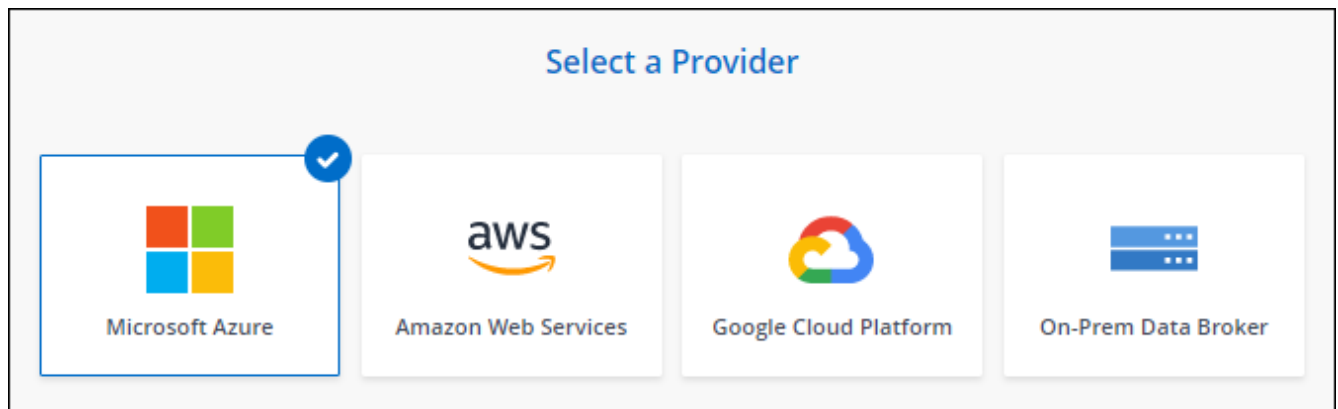 Select a Provider
aws
Microsoft Azure
Amazon Web Services
Google Cloud Platform
On-Prem Data Broker